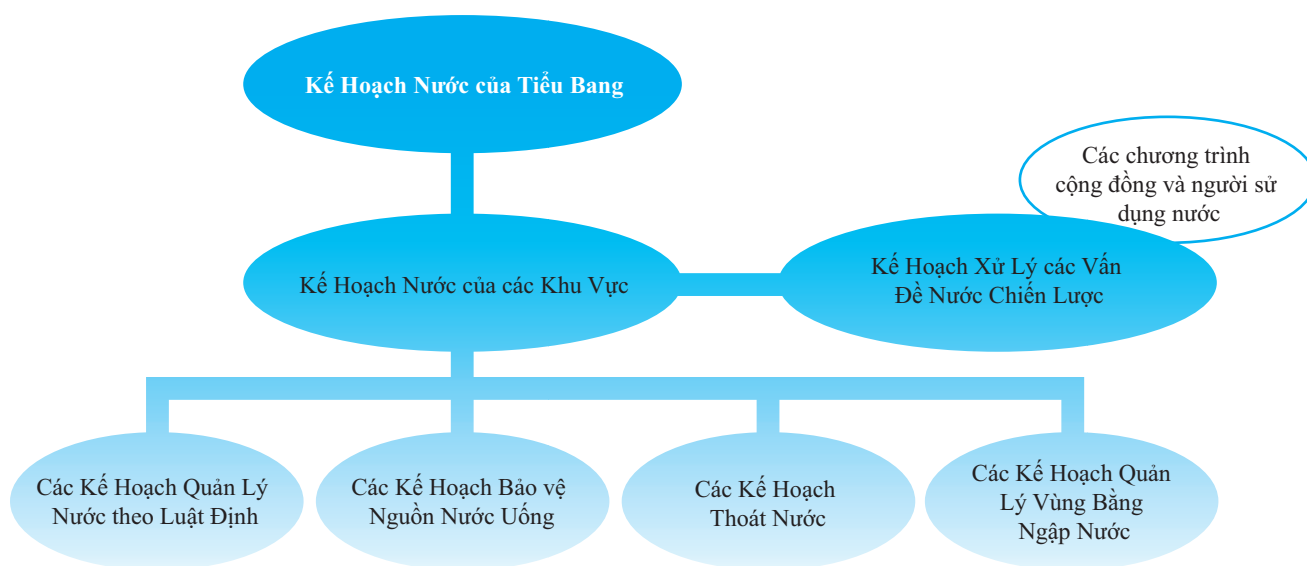 Kế Hoạch Nước của Tiểu Bang
Các chương trình
cộng đồng và người sử
dụng nước
Kế Hoạch Nước của các Khu Vực
Kế Hoạch Xử Lý các Vấn
Đề Nước Chiến Lược
Các Kế Hoạch Quản Lý
Nước theo Luật Định
Các Kế Hoạch Bảo vệ
Nguồn Nước Uống
Các Kế Hoạch
Thoát Nước
Các Kế Hoạch Quản
Lý Vùng Bằng
Ngập Nước